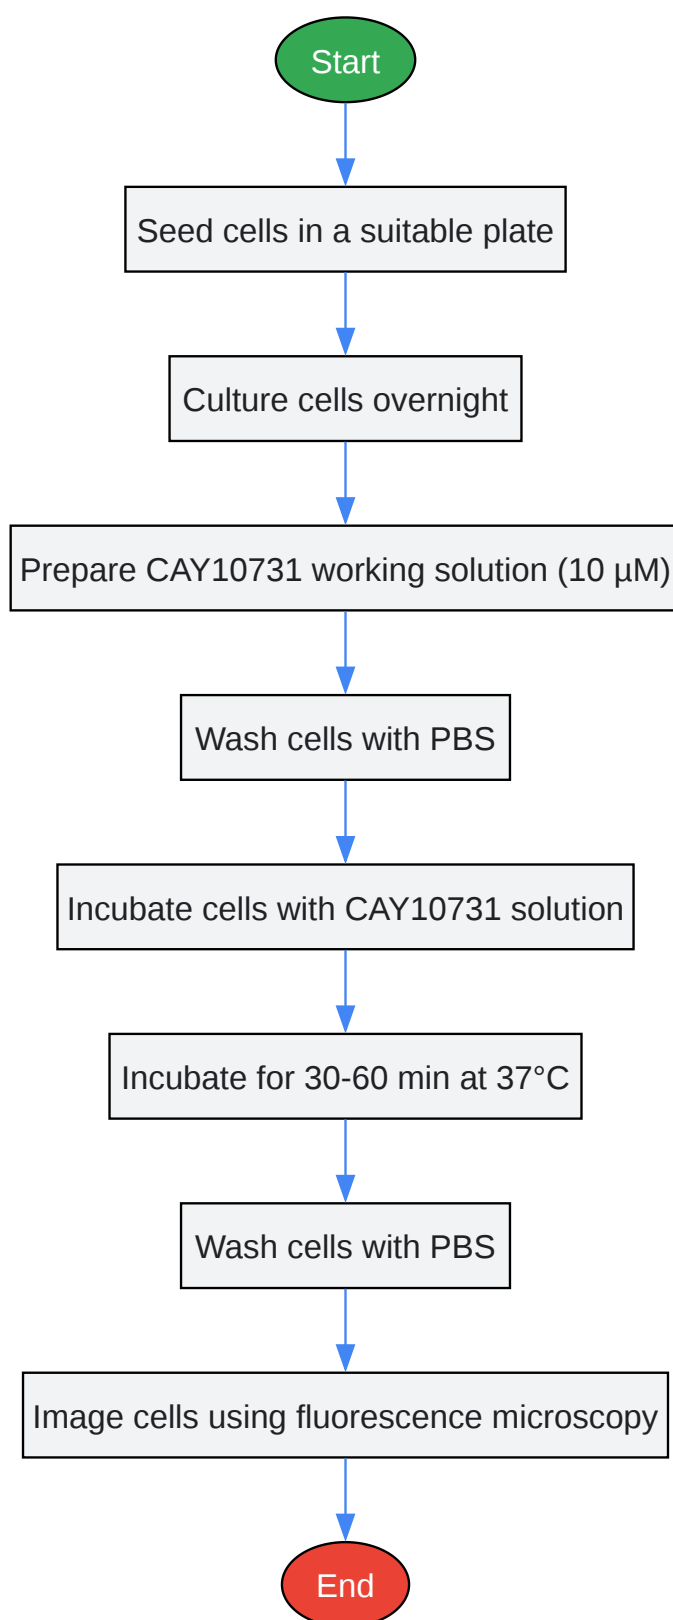 Start
Seed cells in a suitable plate
Culture cells overnight
Prepare CAY10731 working solution (10 µM)
Wash cells with PBS
Incubate cells with CAY10731 solution
Incubate for 30-60 min at 37°C
Wash cells with PBS
Image cells using fluorescence microscopy
End